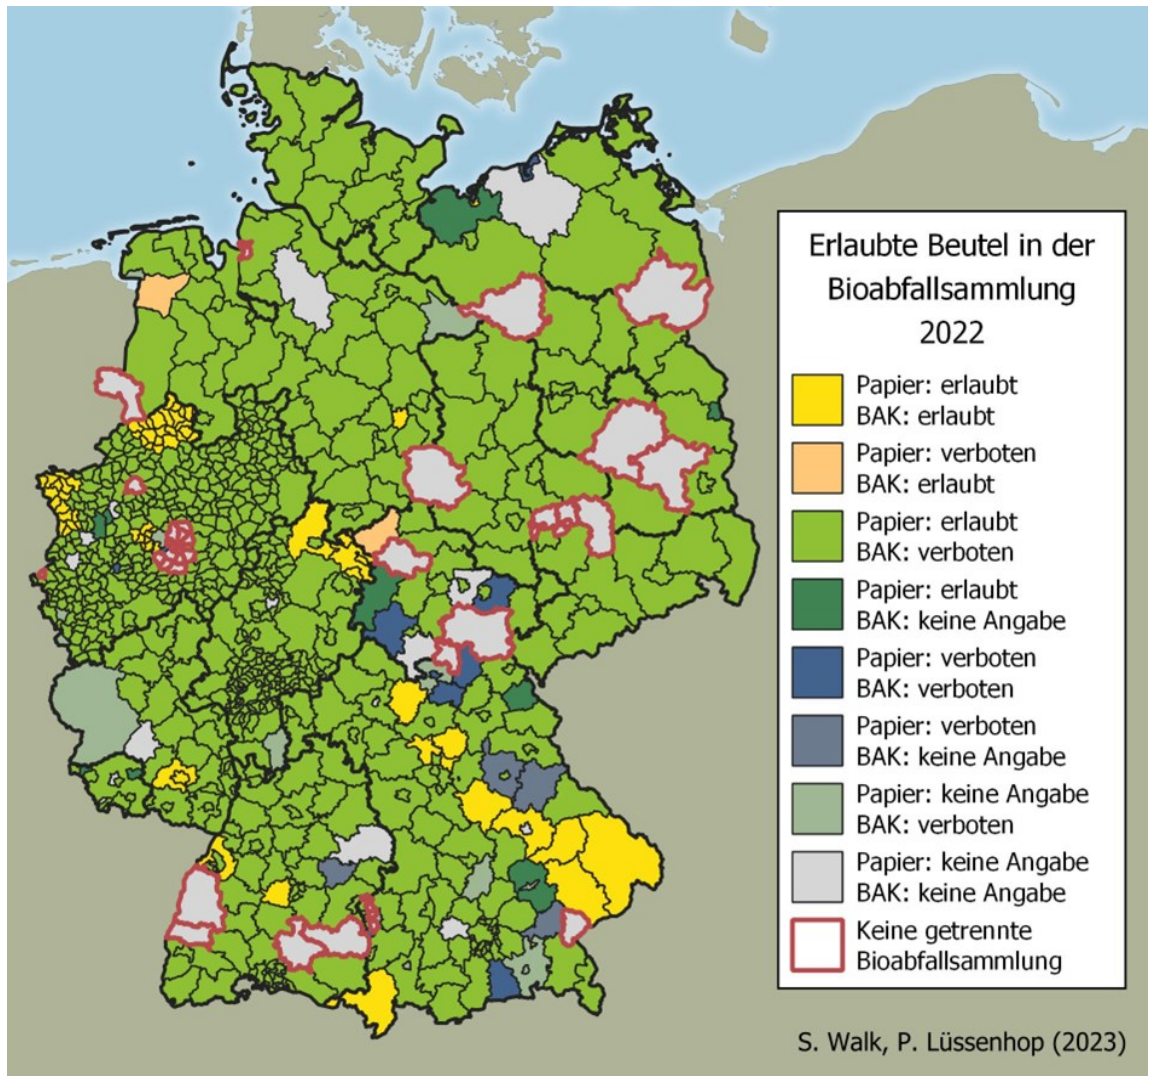 Erlaubte Beutel in der
Bioabfallsammlung
2022
Papier: erlaubt
BAK: erlaubt
Papier: verboten
BAK: erlaubt
Papier: erlaubt
BAK: verboten
Papier: erlaubt
BAK: keine Angabe
Papier: verboten
BAK: verboten
Papier: verboten
BAK: keine Angabe
Papier: keine Angabe
BAK: verboten
Papier: keine Angabe
BAK: keine Angabe
Keine getrennte
Bioabfallsammlung
S. Walk, P. Lüssenhop (2023)